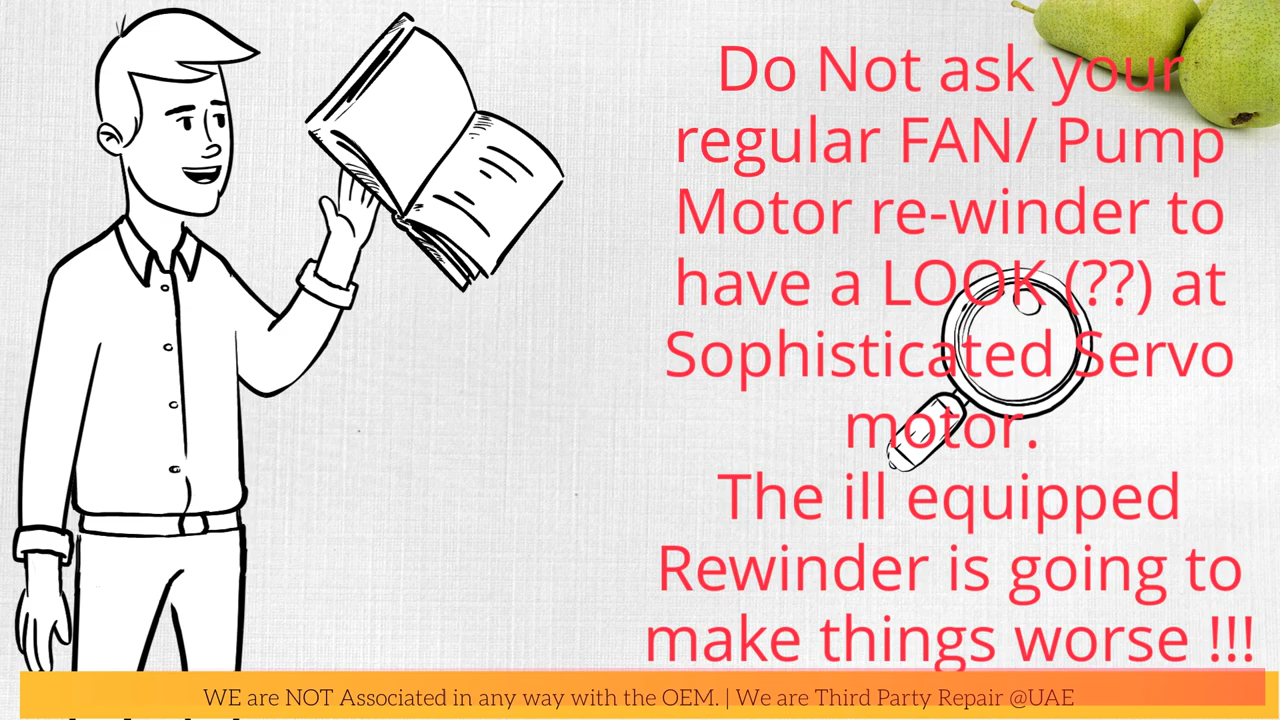 Do Not ask your
regular FAN/ Pump
Motor re-winder to
have a LOOK (??) at
Sophisticated Servo
motor.
The ill equipped
Rewinder is going to
make things worse !!!
WE are NOT Associated in any way with the OEM. | We are Third Party Repair @UAE